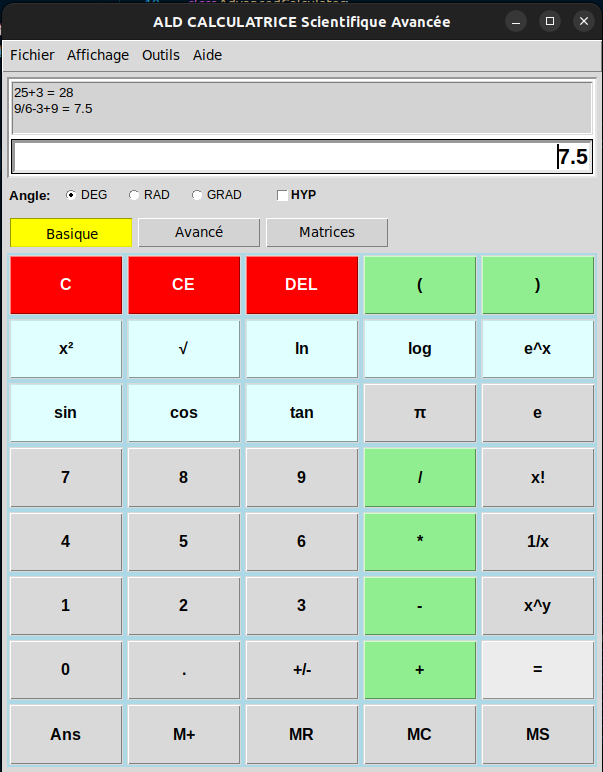 ALD CALCULATRICE Scientifique Avancée
Fichier Affichage Outils Aide
25+3 = 28
9/6-3+9 = 7.5
7.5
Angle: DEG RAD GRAD HYP
Basique Avancé Matrices
C CE DEL ( )
x² √ ln log e^x
sin cos tan π e
7 8 9 / x!
4 5 6 * 1/x
1 2 3 - x^y
0 . +/- + =
Ans M+ MR MC MS